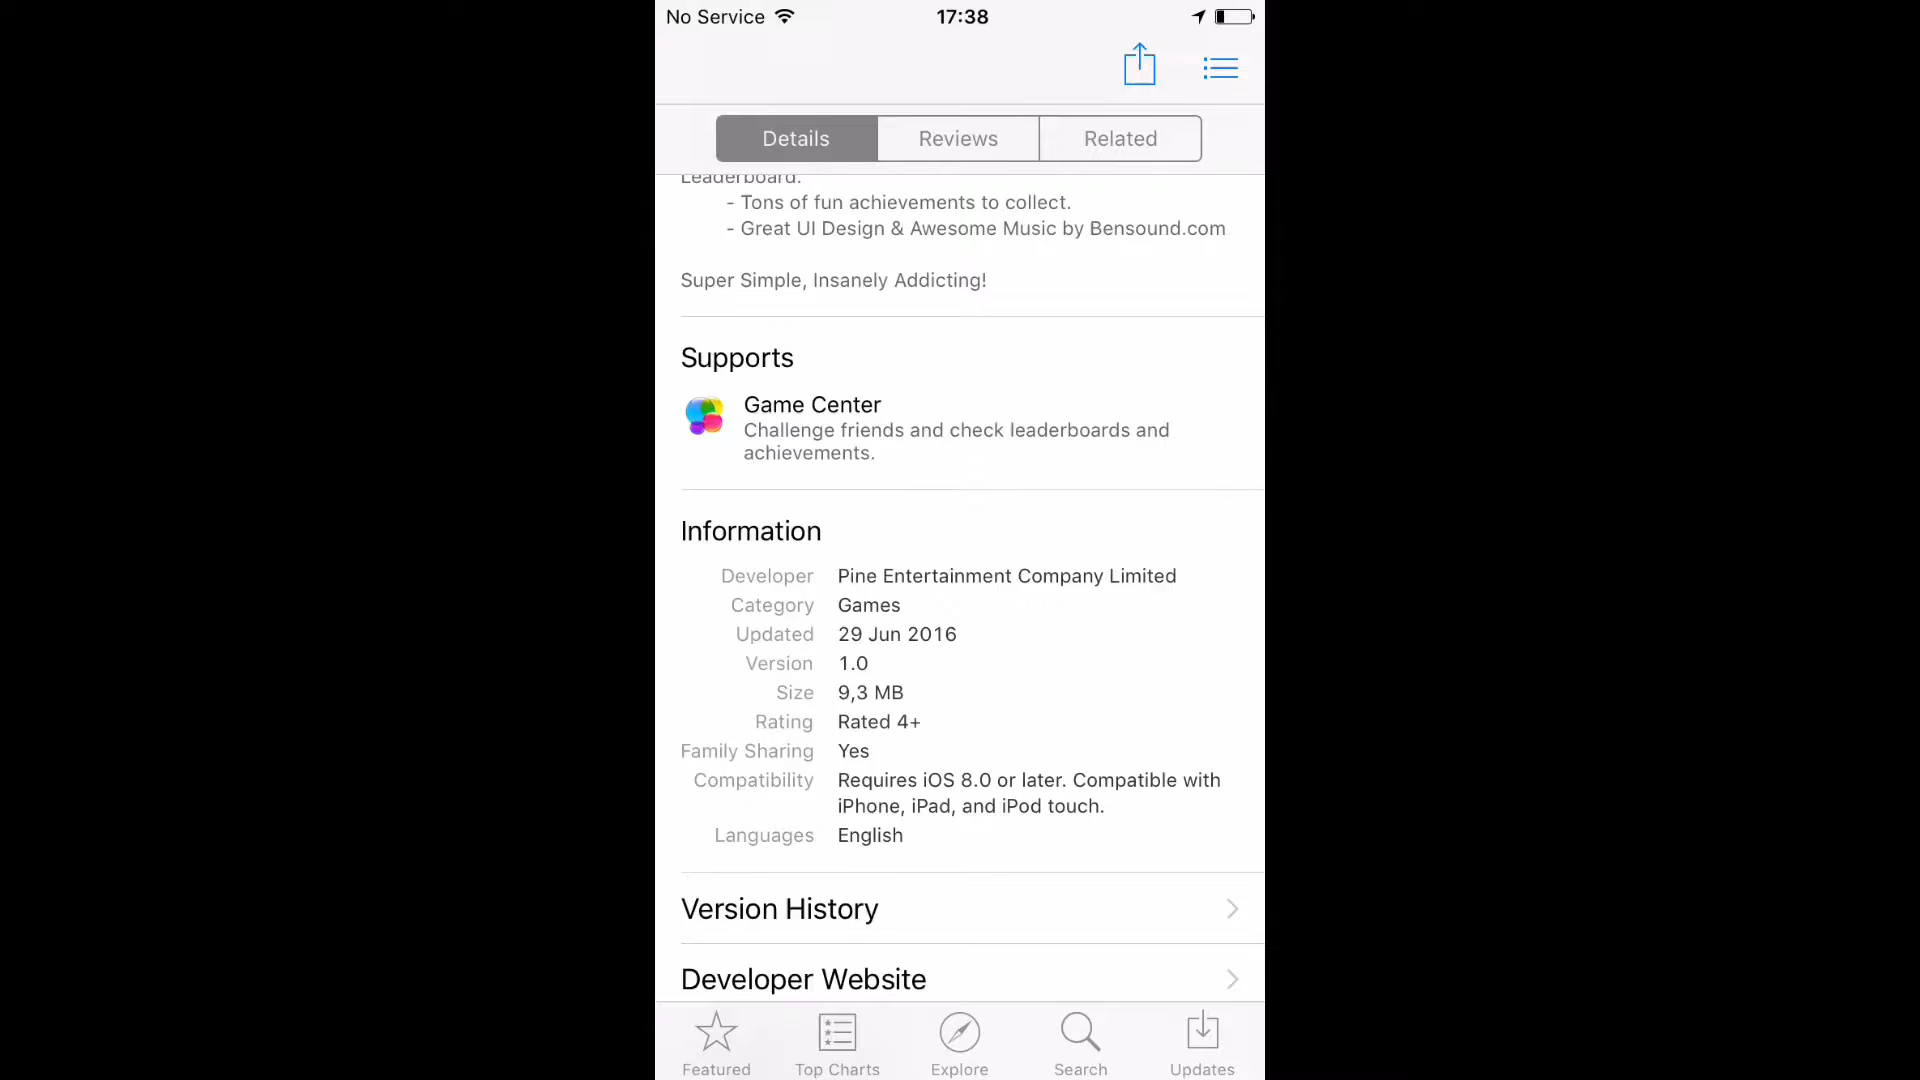 No Service 17:38
Details Reviews Related
Leaderboard.
- Tons of fun achievements to collect.
- Great UI Design & Awesome Music by Bensound.com
Super Simple, Insanely Addicting!
Supports
Game Center
Challenge friends and check leaderboards and
achievements.
Information
Developer Pine Entertainment Company Limited
Category Games
Updated 29 Jun 2016
Version 1.0
Size 9,3 MB
Rating Rated 4+
Family Sharing Yes
Compatibility Requires iOS 8.0 or later. Compatible with
iPhone, iPad, and iPod touch.
Languages English
Version History
Developer Website
Featured Top Charts Explore Search Updates